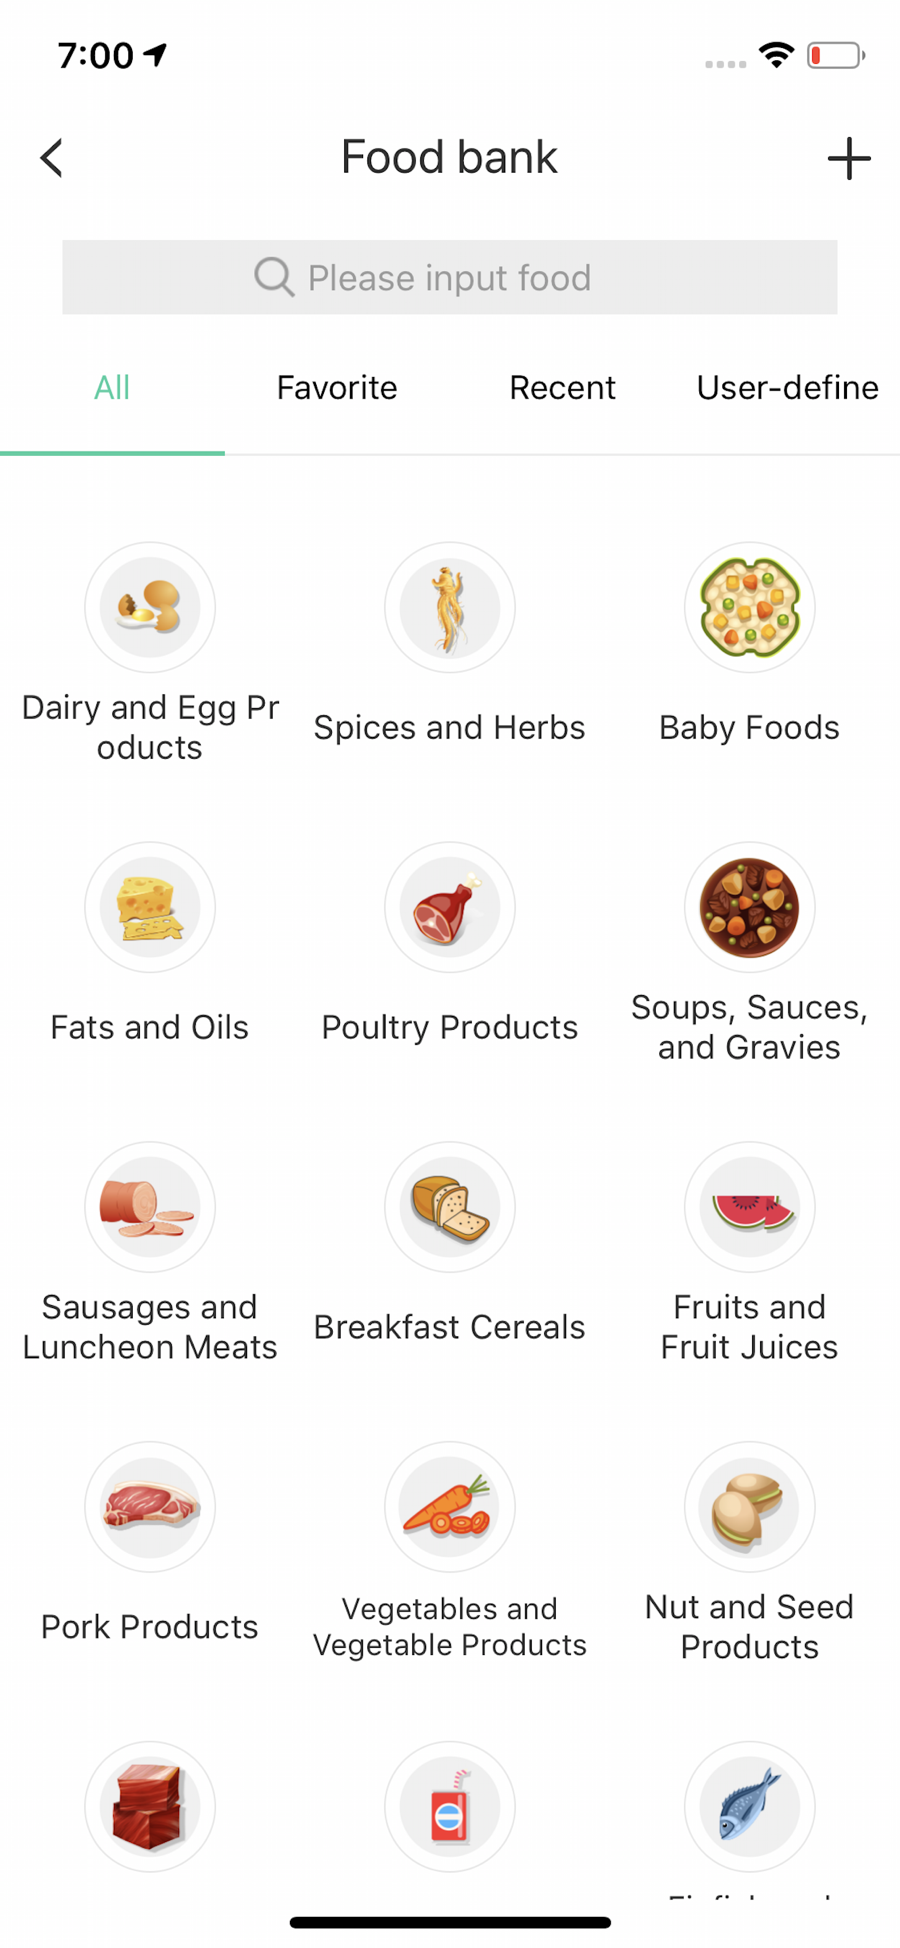 7:00
Food bank
Please input food
All
Favorite
Recent
User-define
Dairy and Egg Pr
oducts
Spices and Herbs
Baby Foods
Fats and Oils
Poultry Products
Soups, Sauces,
and Gravies
Sausages and
Luncheon Meats
Breakfast Cereals
Fruits and
Fruit Juices
Pork Products
Vegetables and
Vegetable Products
Nut and Seed
Products